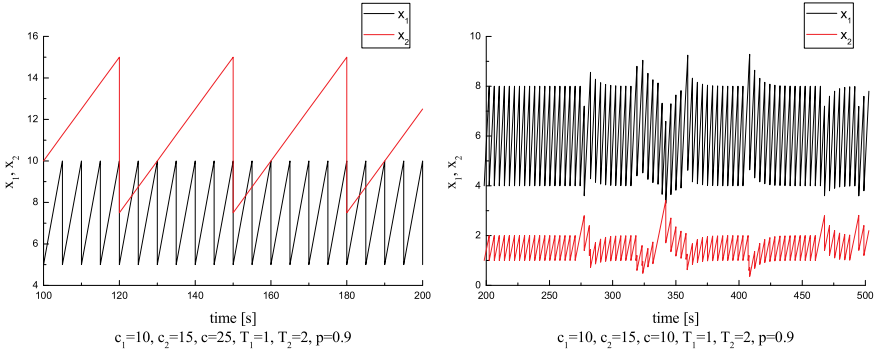 x₁
x₂
16
14
12
10
8
6
4
x₁, x₂
100
120
140
160
180
200
time [s]
c₁=10, c₂=15, c=25, T₁=1, T₂=2, p=0.9
x₁
x₂
10
8
6
4
2
0
x₁, x₂
200
250
300
350
400
450
500
time [s]
c₁=10, c₂=15, c=10, T₁=1, T₂=2, p=0.9